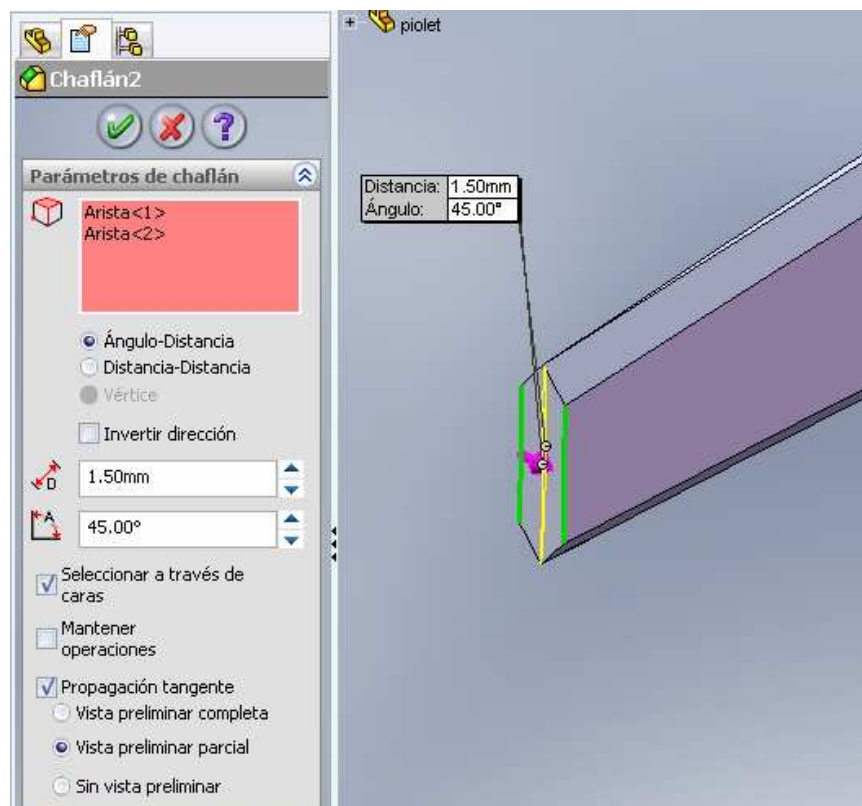 Chaflán2
Parámetros de chaflán
Arista<1>
Arista<2>
Ángulo-Distancia
Distancia-Distancia
Vértice
Invertir dirección
D
1.50mm
A
45.00°
Seleccionar a través de
caras
Mantener
operaciones
Propagación tangente
Vista preliminar completa
Vista preliminar parcial
Sin vista preliminar
piolet
Distancia: 1.50mm
Ángulo: 45.00°